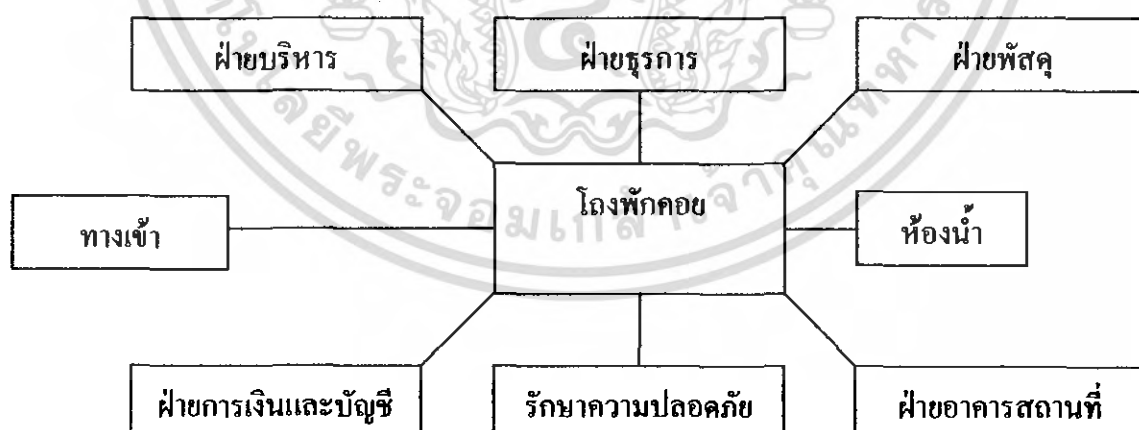 ฝ่ายบริหาร
ฝ่ายธุรการ
ฝ่ายพัสดุ
โถงพักคอย
ทางเข้า
ห้องน้ำ
ฝ่ายการเงินและบัญชี
รักษาความปลอดภัย
ฝ่ายอาคารสถานที่